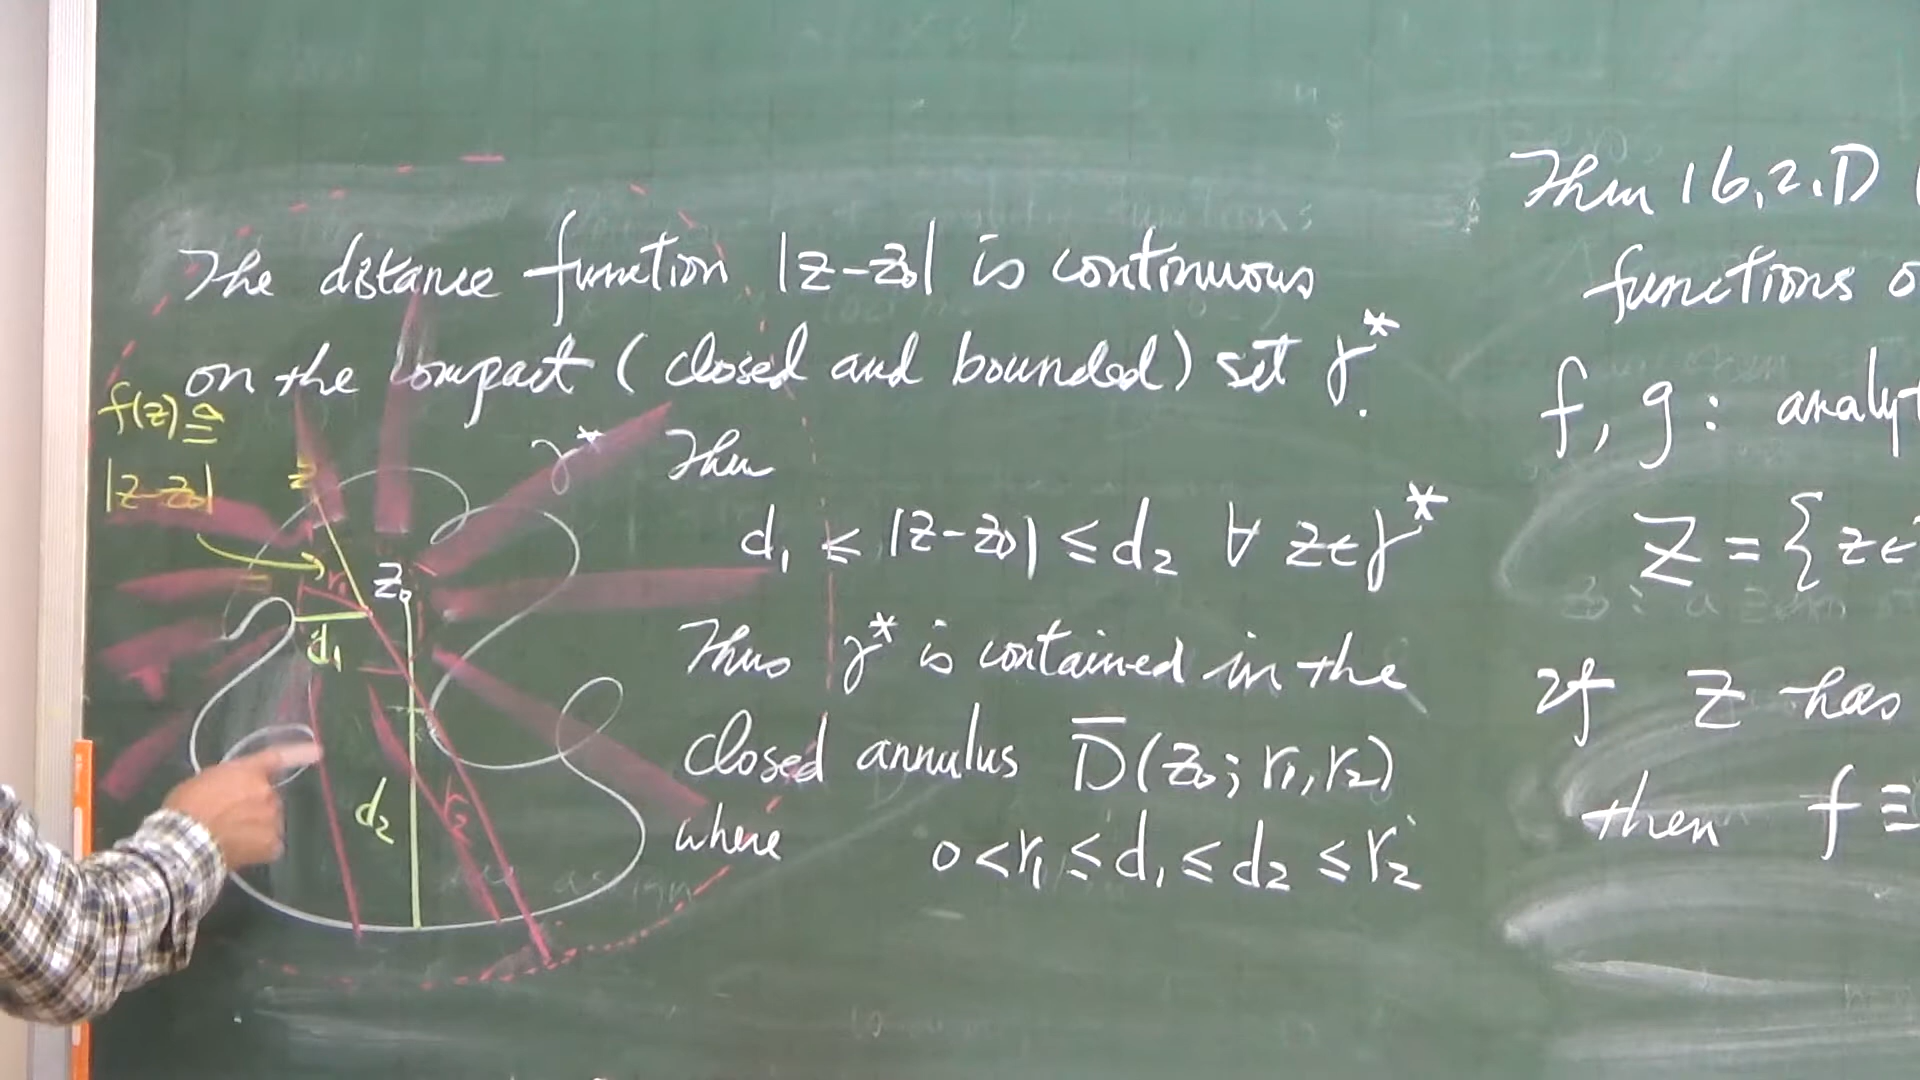 The distance function |z-z₀| is continuous
on the compact (closed and bounded) set γ*.
f(z) ≙
|z-z₀|
z
γ*
z₀
r₁
d₁
d₂
r₂
Then
d₁ ≤ |z-z₀| ≤ d₂ ∀ z∈γ*
Thus γ* is contained in the
closed annulus D̅(z₀; r₁, r₂)
where 0 < r₁ ≤ d₁ ≤ d₂ ≤ r₂
Thm 16.2.D (
functions o
f, g : analyt
Z = { z∈
If Z has
then f ≡